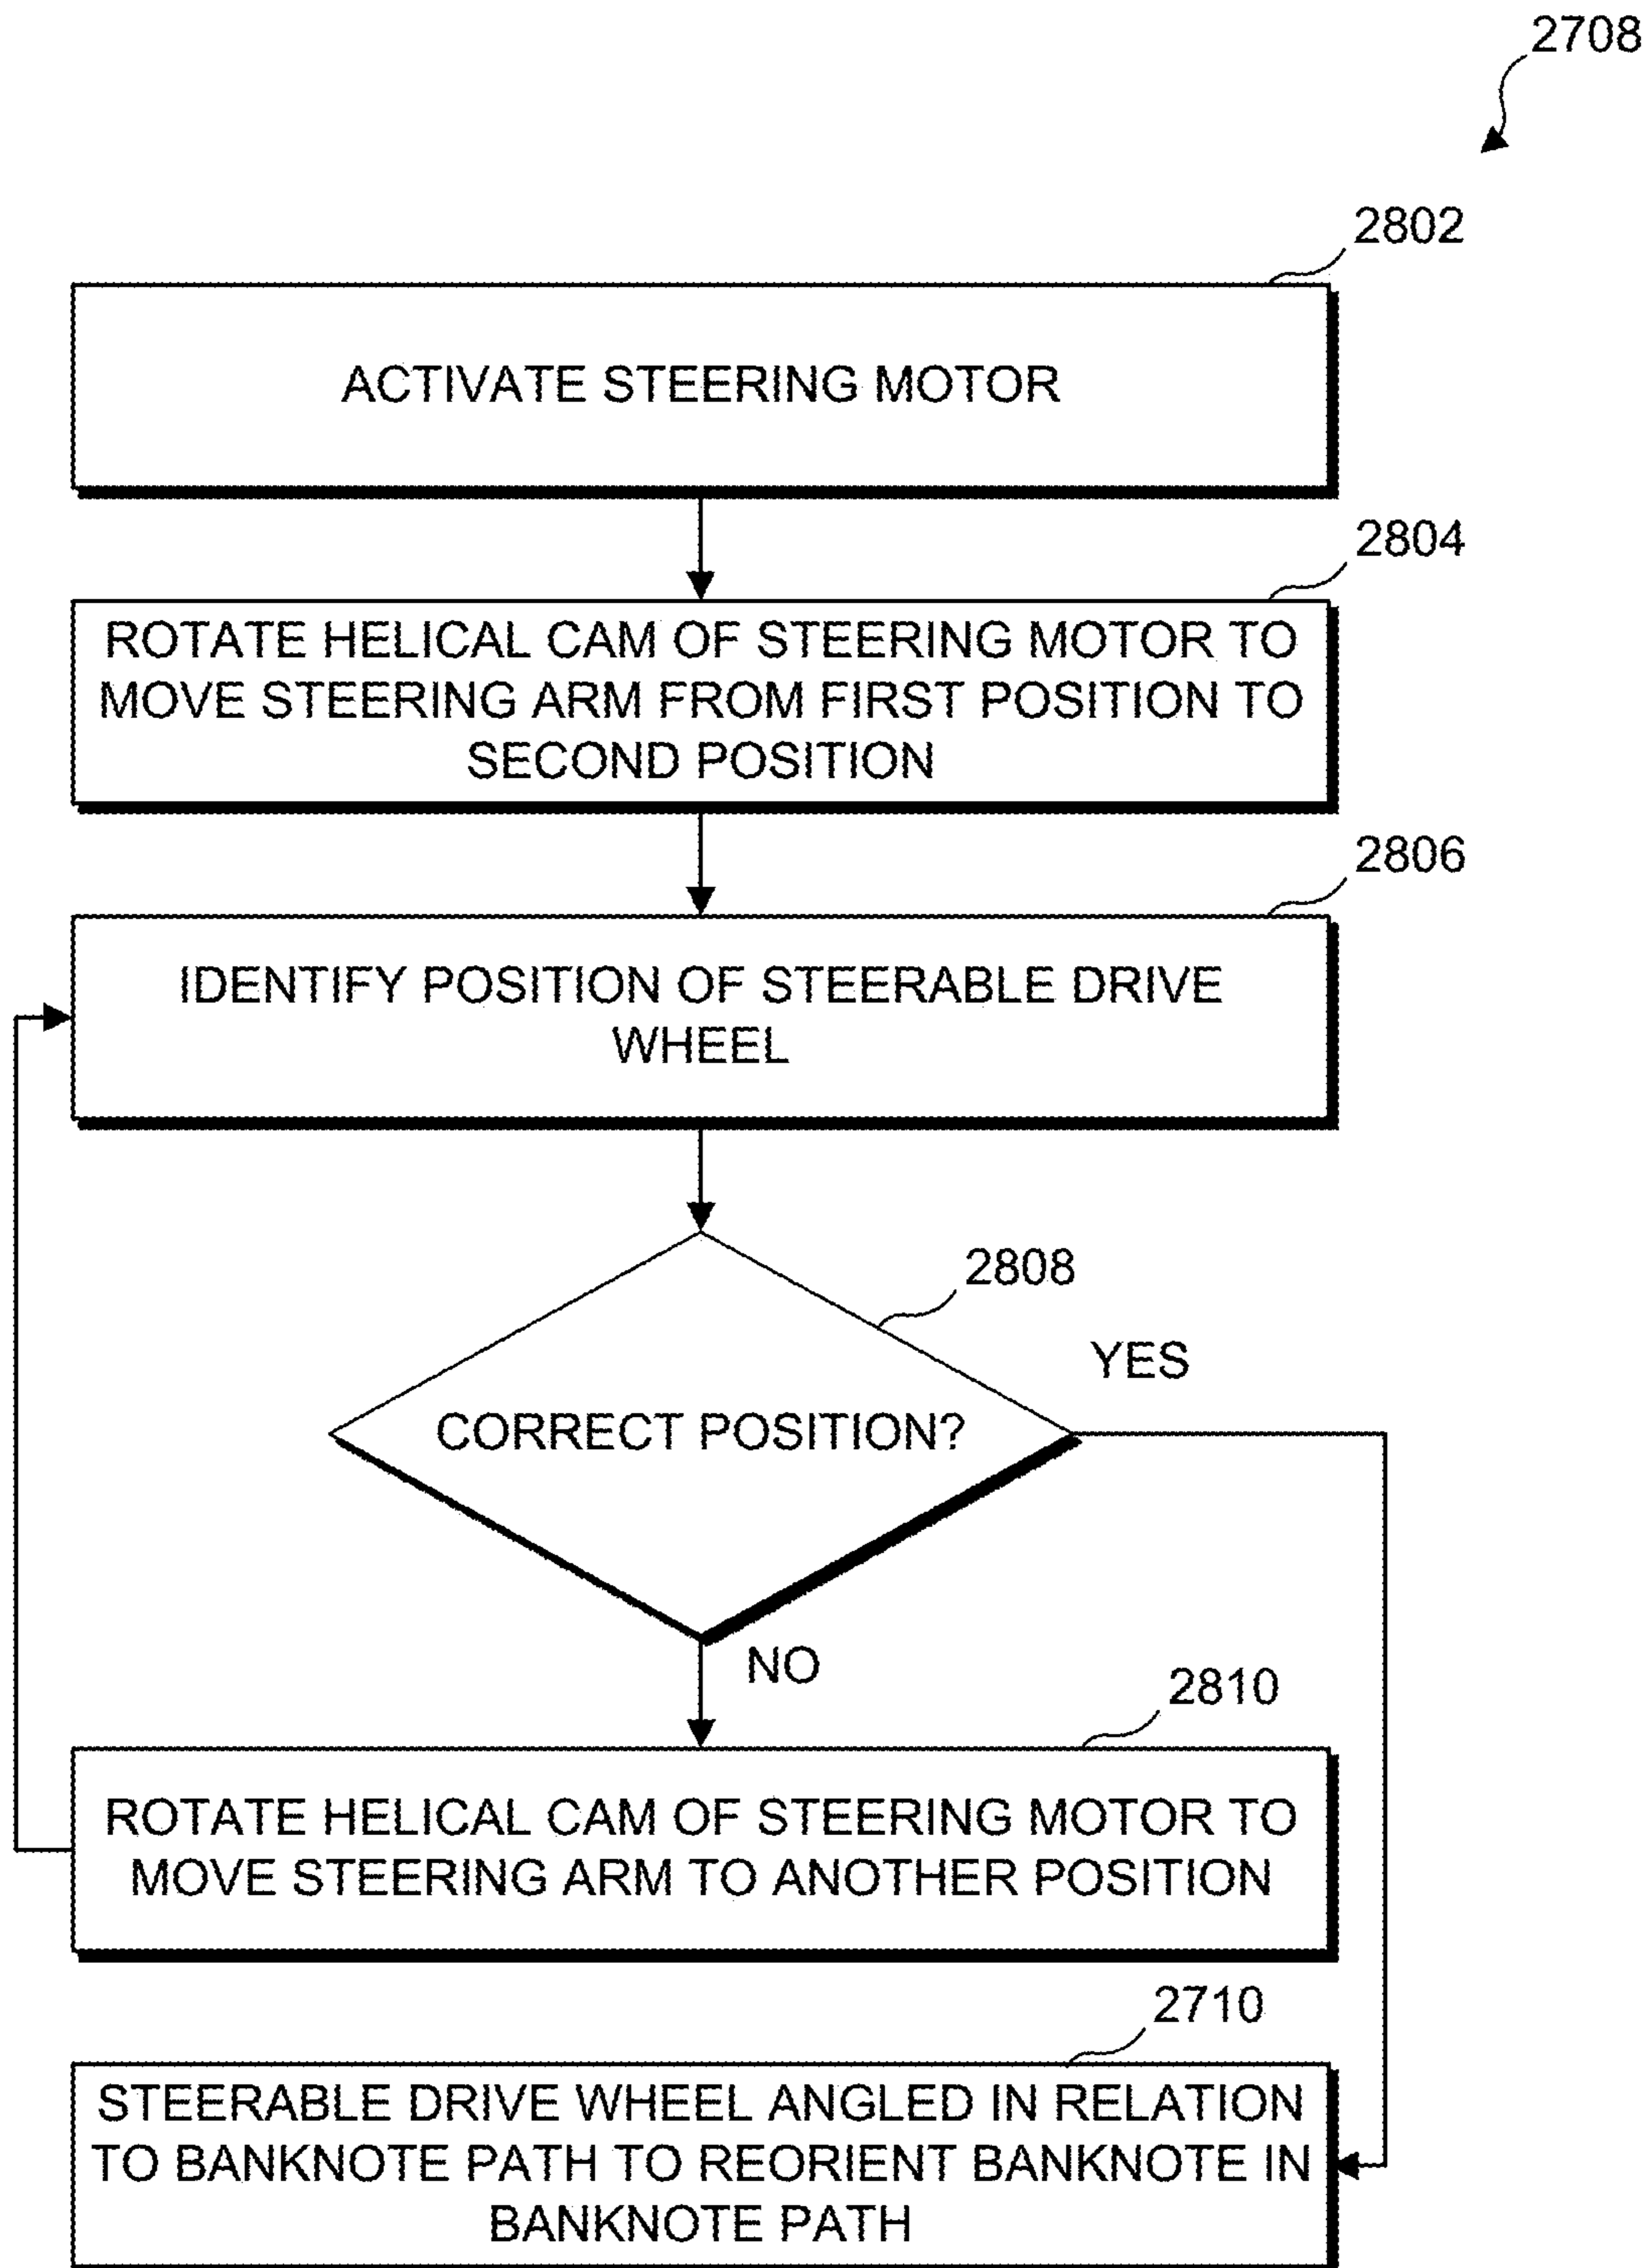 2708
2802
ACTIVATE STEERING MOTOR
2804
ROTATE HELICAL CAM OF STEERING MOTOR TO
MOVE STEERING ARM FROM FIRST POSITION TO
SECOND POSITION
2806
IDENTIFY POSITION OF STEERABLE DRIVE
WHEEL
2808
YES
CORRECT POSITION?
NO
2810
ROTATE HELICAL CAM OF STEERING MOTOR TO
MOVE STEERING ARM TO ANOTHER POSITION
2710
STEERABLE DRIVE WHEEL ANGLED IN RELATION
TO BANKNOTE PATH TO REORIENT BANKNOTE IN
BANKNOTE PATH